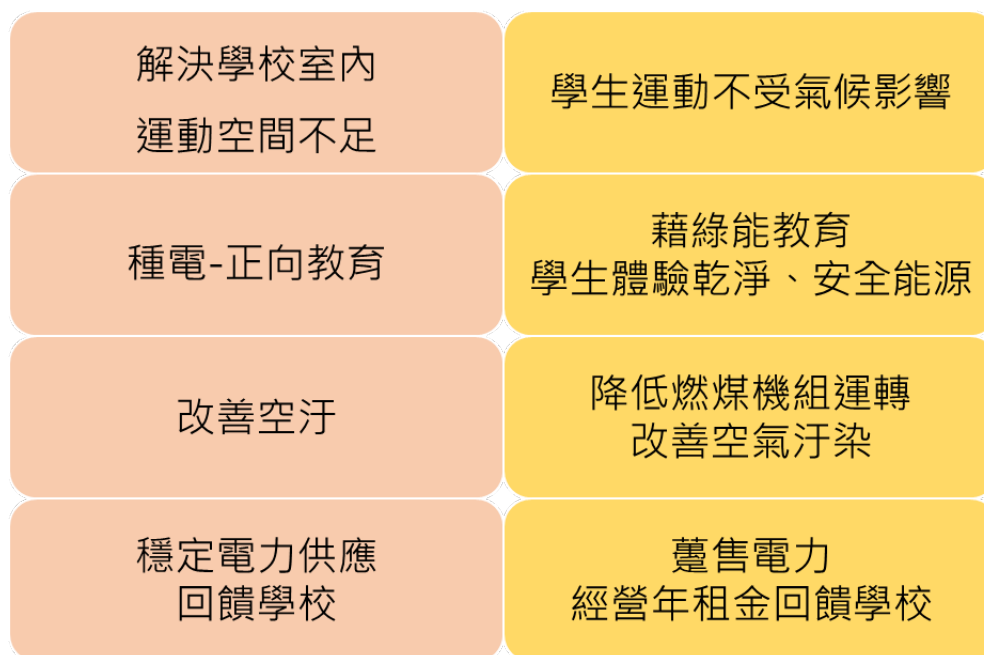 解決學校室內
運動空間不足
學生運動不受氣候影響
種電-正向教育
藉綠能教育
學生體驗乾淨、安全能源
改善空汙
降低燃煤機組運轉
改善空氣汙染
穩定電力供應
回饋學校
躉售電力
經營年租金回饋學校